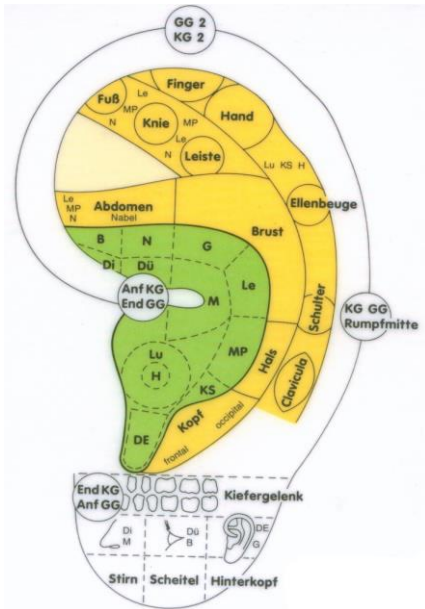 GG 2
KG 2
Finger
Fuß
Le
MP
Hand
N
Knie
MP
Le
N
Leiste
Lu KS H
Le
MP
N
Abdomen
Nabel
Ellenbeuge
Brust
B
N
G
Di
Dü
Le
Anf KG
End GG
M
Schulter
KG GG
Rumpfmitte
Lu
H
MP
Hals
KS
Clavicula
DE
Kopf
frontal
occipital
End KG
Anf GG
Kiefergelenk
Di
M
Dü
B
DE
G
Stirn
Scheitel
Hinterkopf